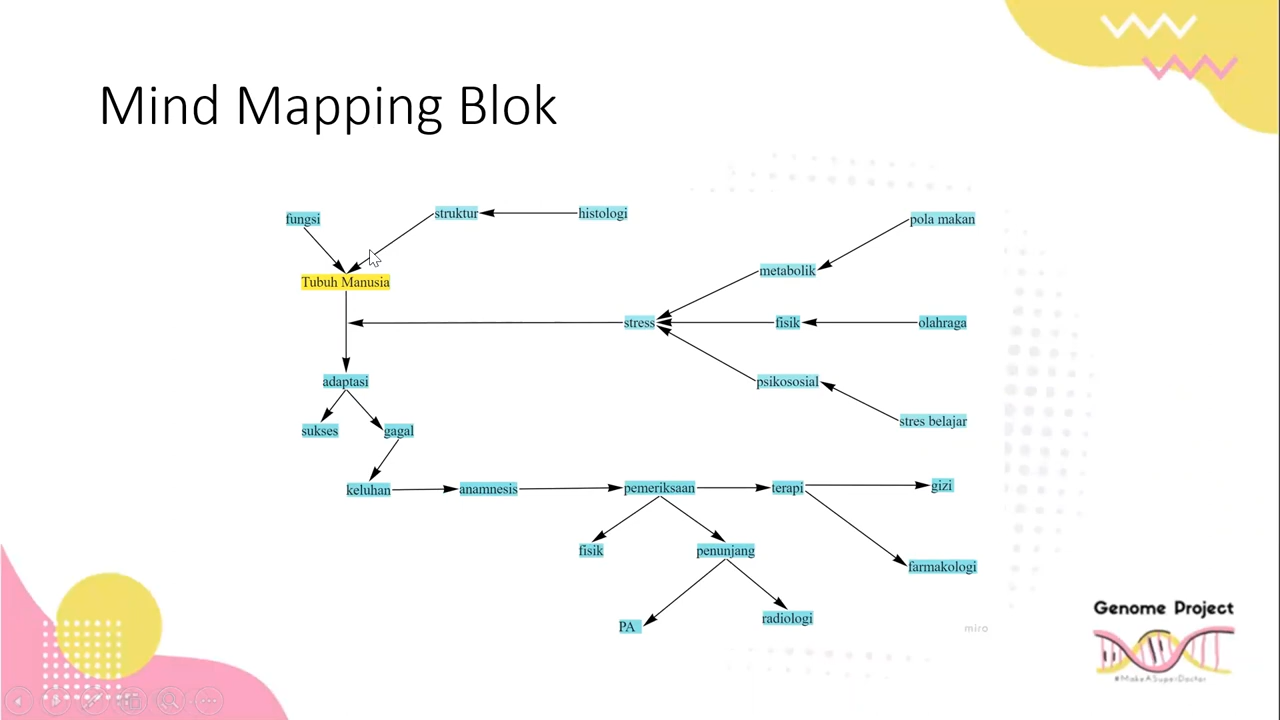 Mind Mapping Blok
fungsi
struktur
histologi
pola makan
Tubuh Manusia
metabolik
stress
fisik
olahraga
adaptasi
psikososial
sukses
gagal
stres belajar
keluhan
anamnesis
pemeriksaan
terapi
gizi
fisik
penunjang
farmakologi
PA
radiologi
miro
Genome Project
#MakeASuperDoctor